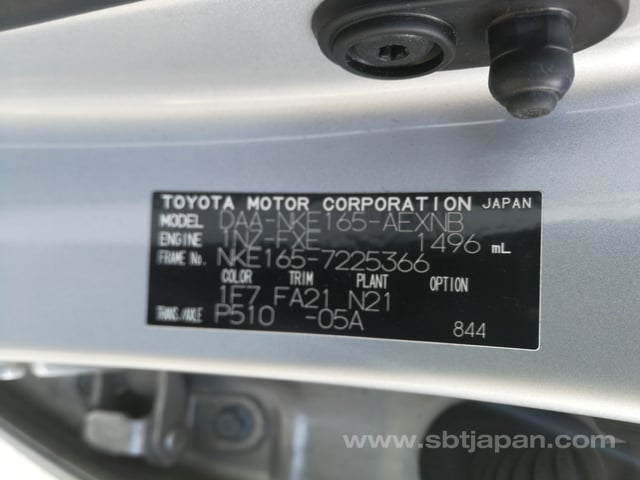 TOYOTA MOTOR CORPORATION JAPAN
MODEL DAA-NKE165-AEXNB
ENGINE 1NZ-FXE 1496 mL
FRAME No. NKE165-7225366
COLOR TRIM PLANT OPTION
1F7 FA21 N21
TRANS./AXLE P510 -05A 844
www.sbtjapan.com